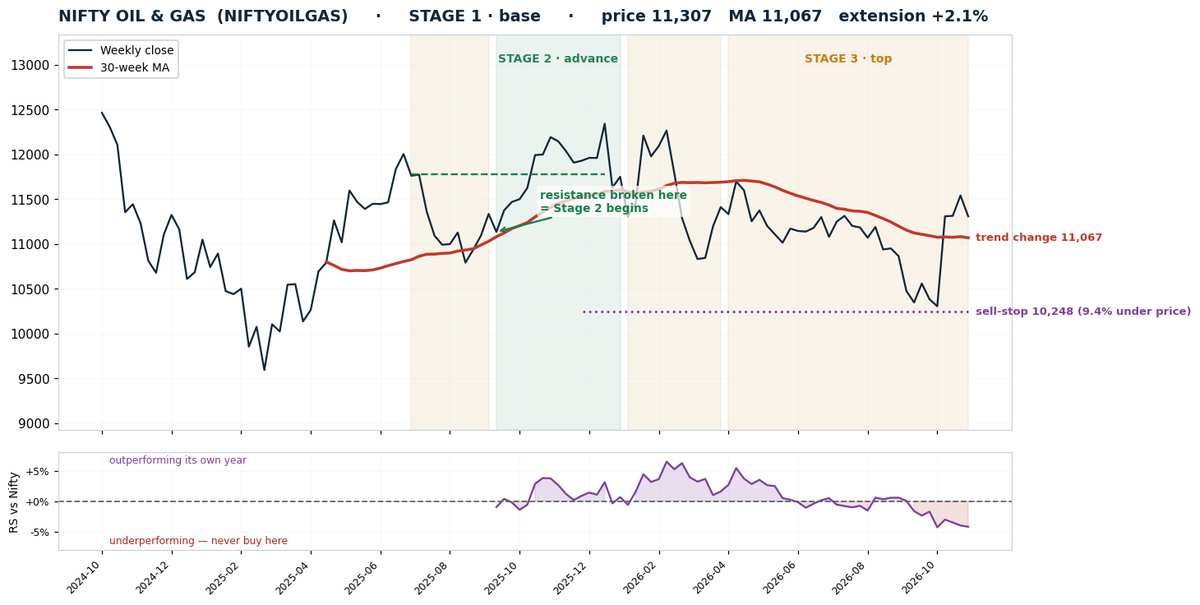 NIFTY OIL & GAS (NIFTYOILGAS) · STAGE 1 · base · price 11,307 MA 11,067 extension +2.1%
Weekly close
30-week MA
STAGE 2 · advance
STAGE 3 · top
13000
12500
12000
11500
11000
10500
10000
9500
9000
resistance broken here
= Stage 2 begins
trend change 11,067
sell-stop 10,248 (9.4% under price)
RS vs Nifty
+5%
+0%
-5%
outperforming its own year
underperforming — never buy here
2024-10
2024-12
2025-02
2025-04
2025-06
2025-08
2025-10
2025-12
2026-02
2026-04
2026-06
2026-08
2026-10